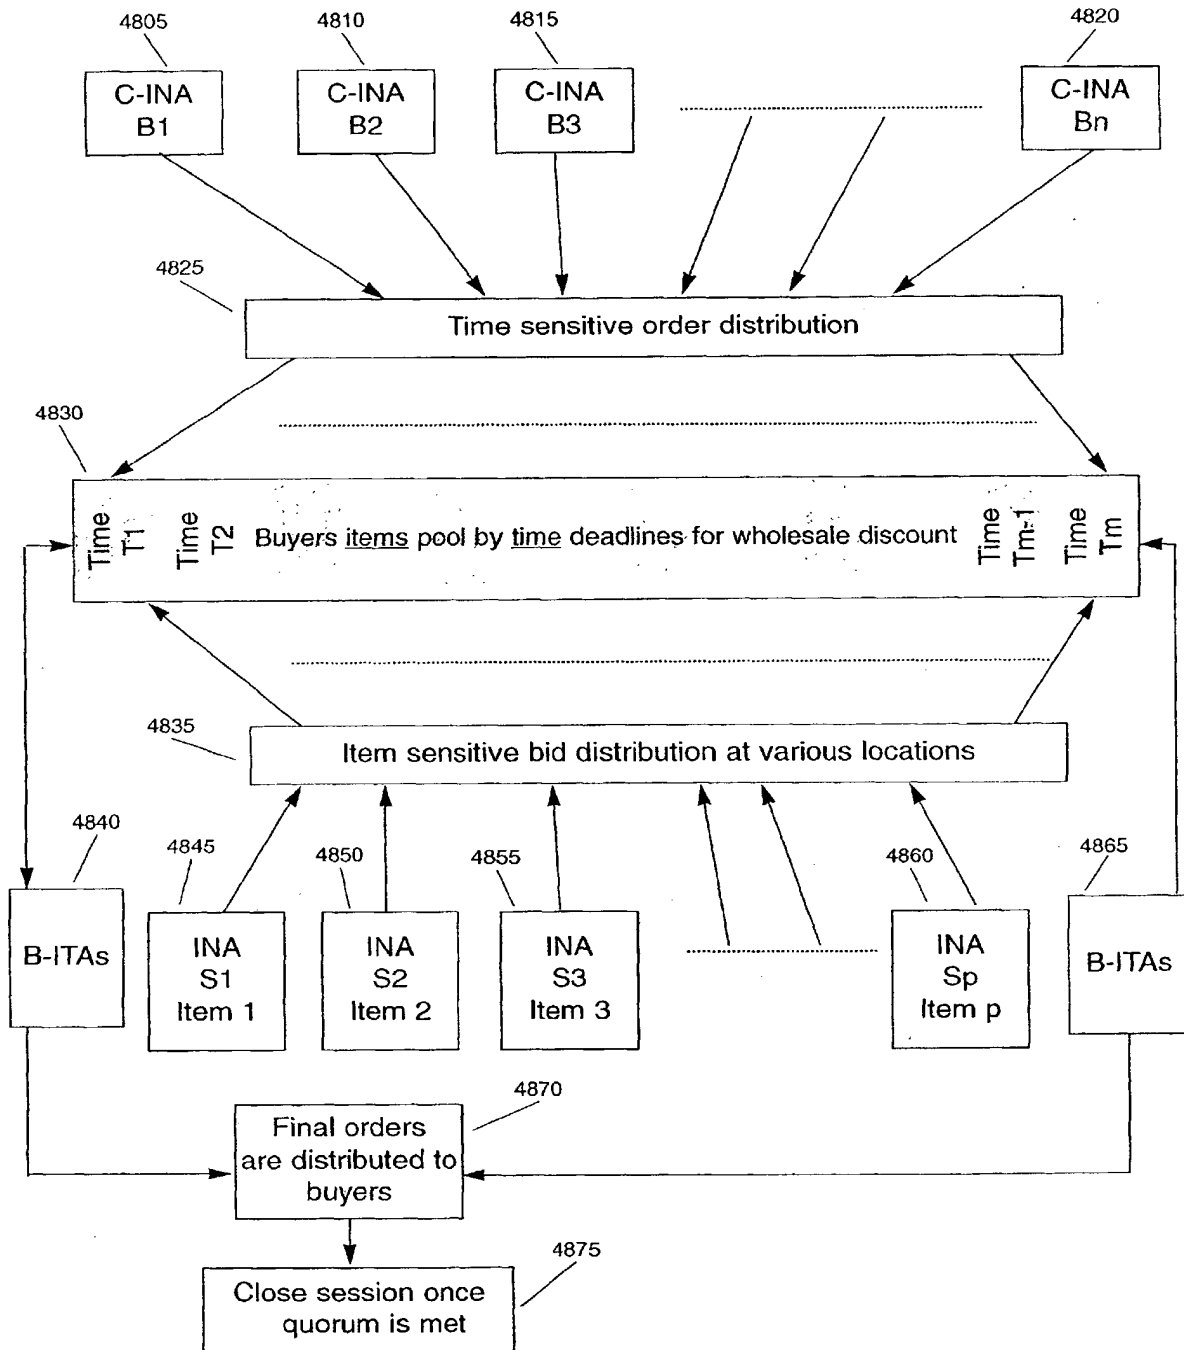 4805
4810
4815
4820
C-INA
B1
C-INA
B2
C-INA
B3
C-INA
Bn
4825
Time sensitive order distribution
4830
Time
T1
Time
T2
Buyers items pool by time deadlines for wholesale discount
Time
Tm-1
Time
Tm
4835
Item sensitive bid distribution at various locations
4840
4845
4850
4855
4860
4865
B-ITAs
INA
S1
Item 1
INA
S2
Item 2
INA
S3
Item 3
INA
Sp
Item p
B-ITAs
4870
Final orders
are distributed to
buyers
4875
Close session once
quorum is met